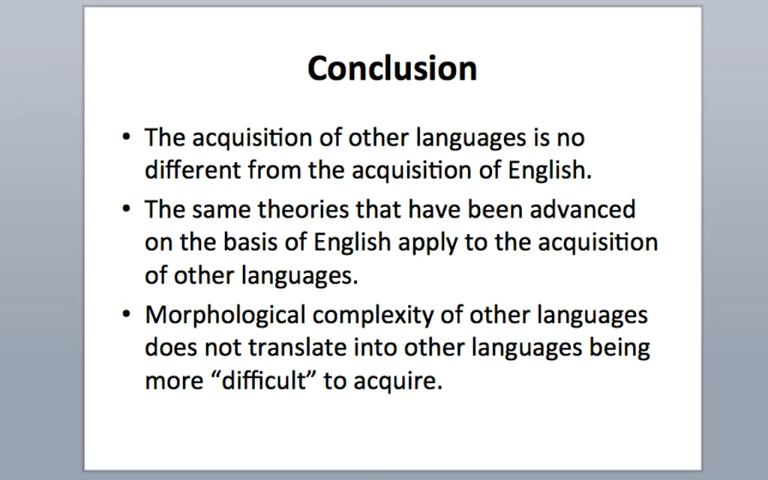 Conclusion
• The acquisition of other languages is no
different from the acquisition of English.
• The same theories that have been advanced
on the basis of English apply to the acquisition
of other languages.
• Morphological complexity of other languages
does not translate into other languages being
more “difficult” to acquire.